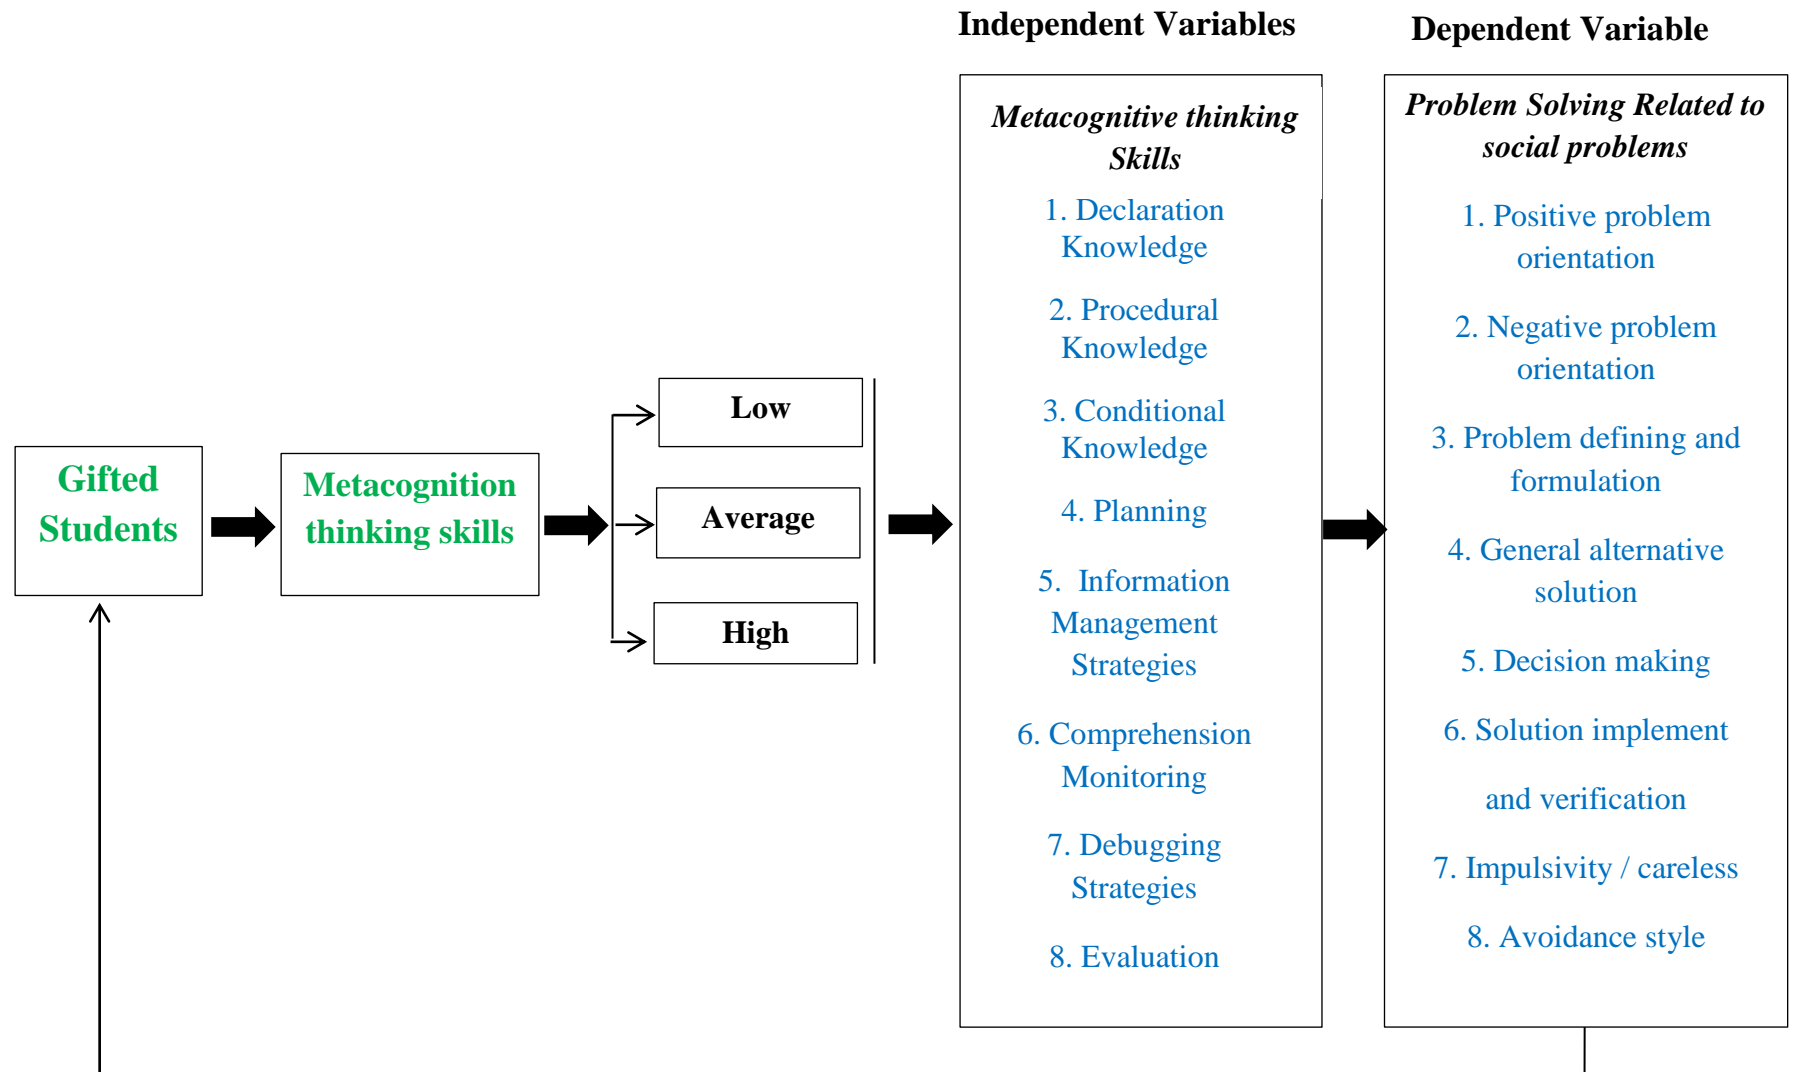 Independent Variables
Dependent Variable
Gifted
Students
Metacognition
thinking skills
Low
Average
High
Metacognitive thinking
Skills
1. Declaration
Knowledge
2. Procedural
Knowledge
3. Conditional
Knowledge
4. Planning
5. Information
Management
Strategies
6. Comprehension
Monitoring
7. Debugging
Strategies
8. Evaluation
Problem Solving Related to
social problems
1. Positive problem
orientation
2. Negative problem
orientation
3. Problem defining and
formulation
4. General alternative
solution
5. Decision making
6. Solution implement
and verification
7. Impulsivity / careless
8. Avoidance style